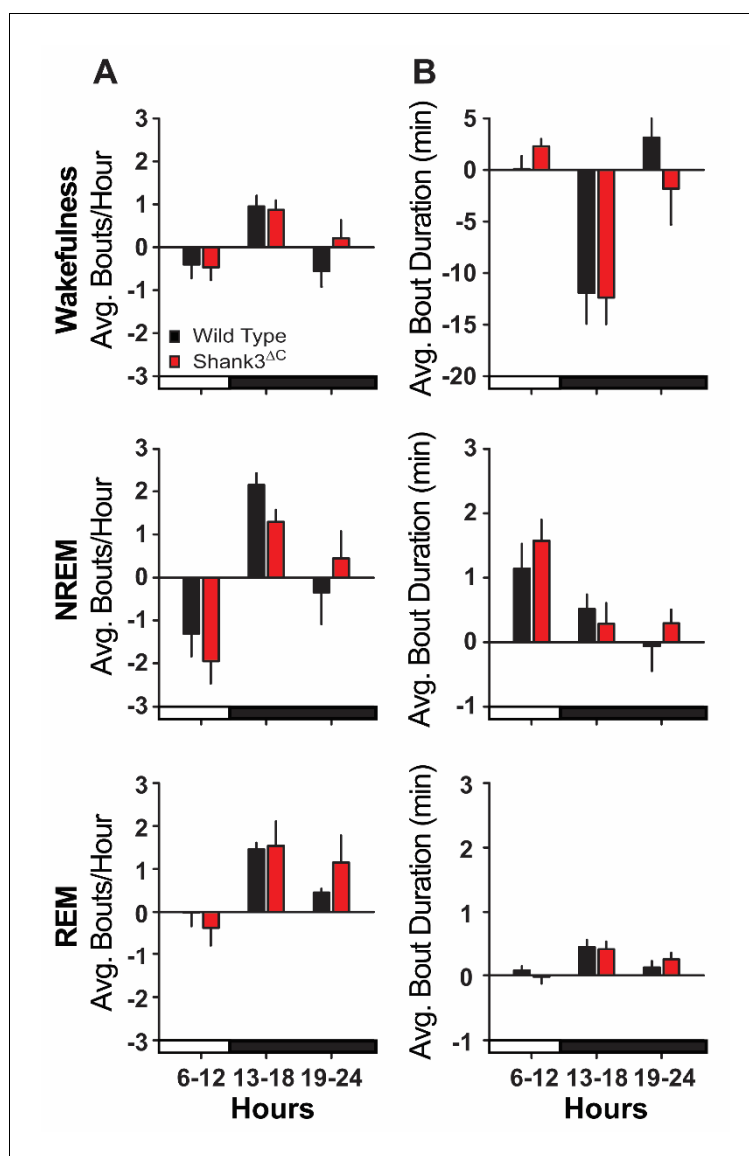 A
B
Wakefulness
Avg. Bouts/Hour
3
2
1
0
-1
-2
-3
Wild Type
Shank3ΔC
Avg. Bout Duration (min)
5
0
-5
-10
-15
-20
NREM
Avg. Bouts/Hour
3
2
1
0
-1
-2
-3
Avg. Bout Duration (min)
3
2
1
0
-1
REM
Avg. Bouts/Hour
3
2
1
0
-1
-2
-3
6-12 13-18 19-24
Hours
Avg. Bout Duration (min)
3
2
1
0
-1
6-12 13-18 19-24
Hours